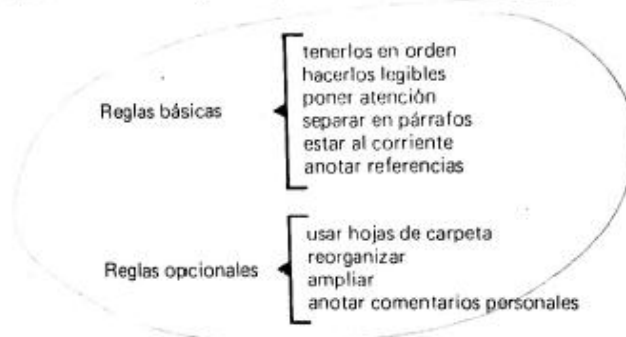 Reglas básicas
tenerlos en orden
hacerlos legibles
poner atención
separar en párrafos
estar al corriente
anotar referencias
Reglas opcionales
usar hojas de carpeta
reorganizar
ampliar
anotar comentarios personales